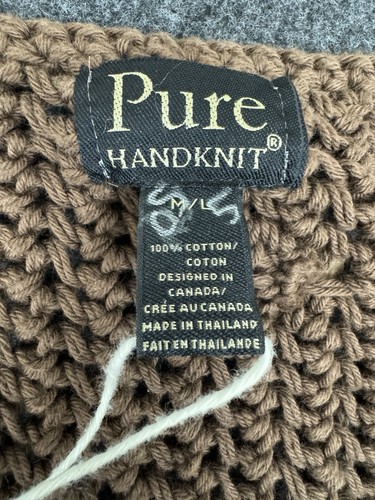 Pure
HANDKNIT®
M/L
100% COTTON/
COTON
DESIGNED IN
CANADA/
CRÉE AU CANADA
MADE IN THAILAND
FAIT EN THAILANDE